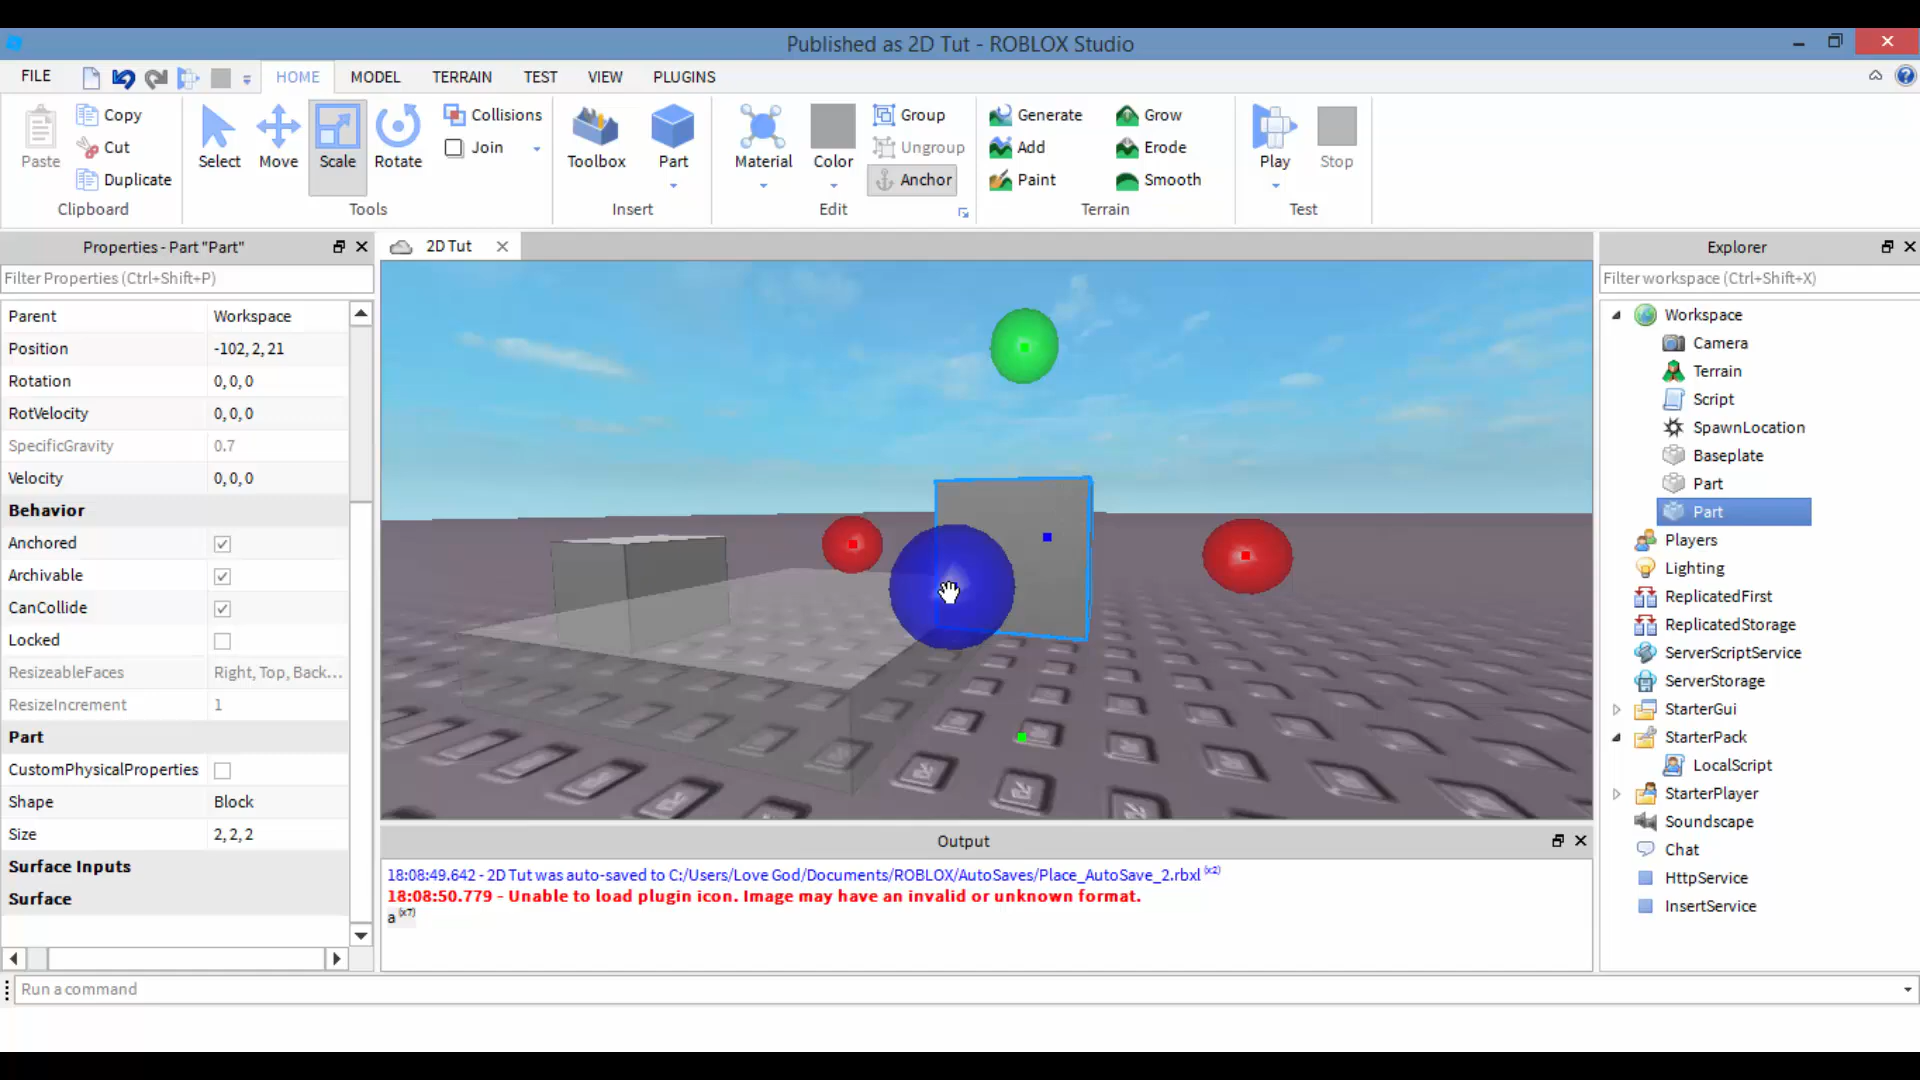 Published as 2D Tut - ROBLOX Studio
FILE HOME MODEL TERRAIN TEST VIEW PLUGINS
Paste Copy Cut Duplicate
Clipboard
Select Move Scale Rotate Collisions Join
Tools
Toolbox Part
Insert
Material Color Group Ungroup Anchor
Edit
Generate Grow
Add Erode
Paint Smooth
Terrain
Play Stop
Test
Properties - Part "Part"
Filter Properties (Ctrl+Shift+P)
Parent Workspace
Position -102, 2, 21
Rotation 0, 0, 0
RotVelocity 0, 0, 0
SpecificGravity 0.7
Velocity 0, 0, 0
Behavior
Anchored
Archivable
CanCollide
Locked
ResizeableFaces Right, Top, Back...
ResizeIncrement 1
Part
CustomPhysicalProperties
Shape Block
Size 2, 2, 2
Surface Inputs
Surface
2D Tut
Output
18:08:49.642 - 2D Tut was auto-saved to C:/Users/Love God/Documents/ROBLOX/AutoSaves/Place_AutoSave_2.rbxl (x2)
18:08:50.779 - Unable to load plugin icon. Image may have an invalid or unknown format.
a (x7)
Explorer
Filter workspace (Ctrl+Shift+X)
Workspace
Camera
Terrain
Script
SpawnLocation
Baseplate
Part
Part
Players
Lighting
ReplicatedFirst
ReplicatedStorage
ServerScriptService
ServerStorage
StarterGui
StarterPack
LocalScript
StarterPlayer
Soundscape
Chat
HttpService
InsertService
Run a command